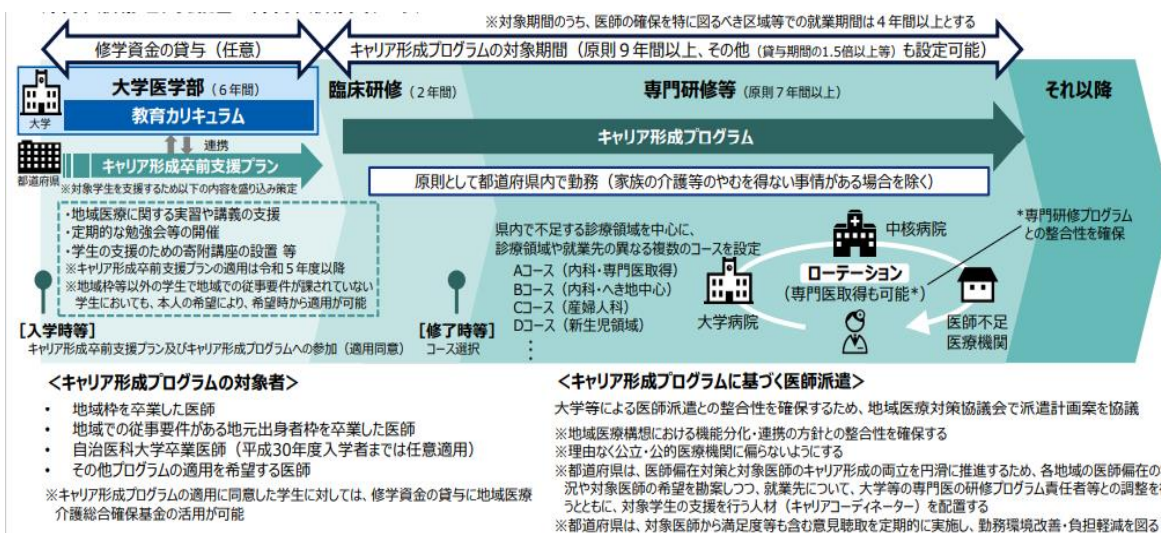 ※対象期間のうち、医師の確保を特に図るべき区域等での就業期間は4年間以上とする
修学資金の貸与（任意）
キャリア形成プログラムの対象期間（原則9年間以上、その他（貸与期間の1.5倍以上等）も設定可能）
大学医学部（6年間）
臨床研修（2年間）
専門研修等（原則7年間以上）
それ以降
大学
教育カリキュラム
連携
キャリア形成プログラム
都道府県
キャリア形成卒前支援プラン
※対象学生を支援するため以下の内容を盛り込み策定
原則として都道府県内で勤務（家族の介護等のやむを得ない事情がある場合を除く）
・地域医療に関する実習や講義の支援
・定期的な勉強会等の開催
・学生の支援のための寄附講座の設置 等
※キャリア形成卒前支援プランの適用は令和5年度以降
※地域枠等以外の学生で地域での従事要件が課されていない
学生においても、本人の希望により、希望時から適用が可能
県内で不足する診療領域を中心に、
診療領域や就業先の異なる複数のコースを設定
Aコース（内科・専門医取得）
Bコース（内科・へき地中心）
Cコース（産婦人科）
Dコース（新生児領域）
⋮
大学病院
中核病院
ローテーション
（専門医取得も可能*）
*専門研修プログラム
との整合性を確保
医師不足
医療機関
[入学時等]
キャリア形成卒前支援プラン及びキャリア形成プログラムへの参加（適用同意）
[修了時等]
コース選択
＜キャリア形成プログラムの対象者＞
• 地域枠を卒業した医師
• 地域での従事要件がある地元出身者枠を卒業した医師
• 自治医科大学卒業医師（平成30年度入学者までは任意適用）
• その他プログラムの適用を希望する医師
※キャリア形成プログラムの適用に同意した学生に対しては、修学資金の貸与に地域医療
介護総合確保基金の活用が可能
＜キャリア形成プログラムに基づく医師派遣＞
大学等による医師派遣との整合性を確保するため、地域医療対策協議会で派遣計画案を協議
※地域医療構想における機能分化・連携の方針との整合性を確保する
※理由なく公立・公的医療機関に偏らないようにする
※都道府県は、医師偏在対策と対象医師のキャリア形成の両立を円滑に推進するため、各地域の医師偏在の
況や対象医師の希望を勘案しつつ、就業先について、大学等の専門医の研修プログラム責任者等との調整を
うとともに、対象学生の支援を行う人材（キャリアコーディネーター）を配置する
※都道府県は、対象医師から満足度等も含む意見聴取を定期的に実施し、勤務環境改善・負担軽減を図る